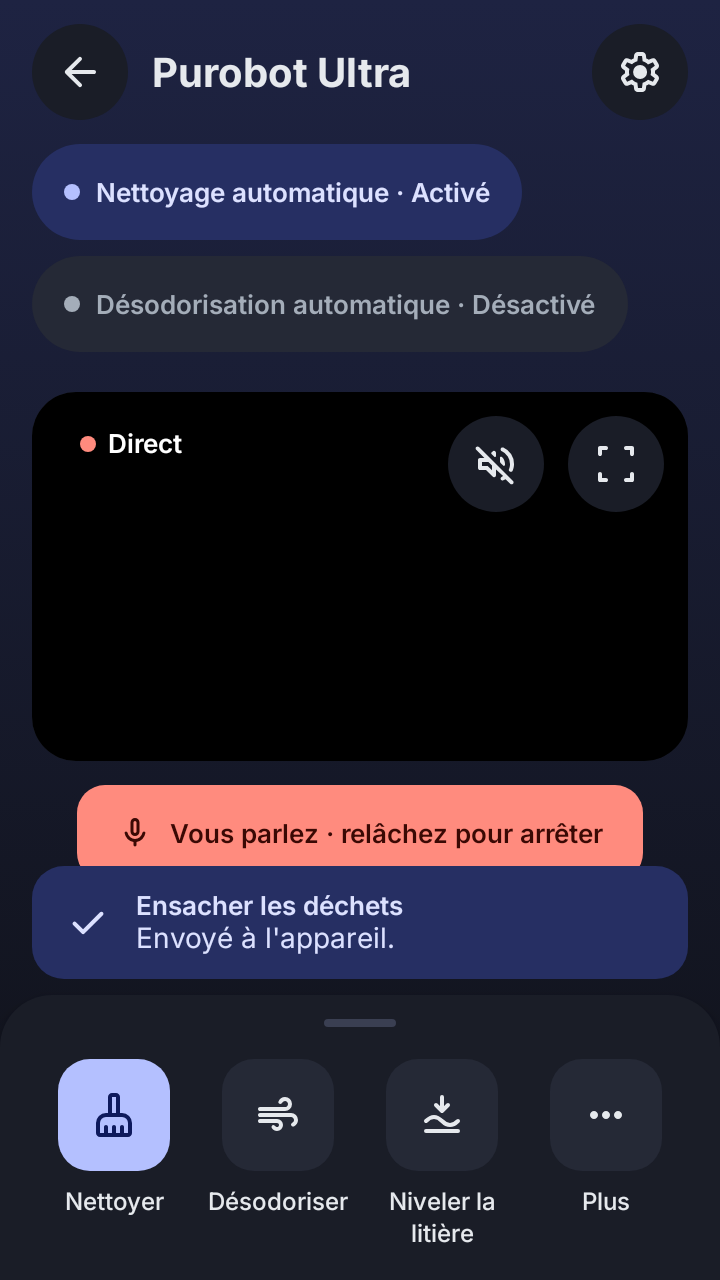 Purobot Ultra
Nettoyage automatique · Activé
Désodorisation automatique · Désactivé
Direct
Vous parlez · relâchez pour arrêter
Ensacher les déchets
Envoyé à l'appareil.
Nettoyer
Désodoriser
Niveler la
litière
Plus